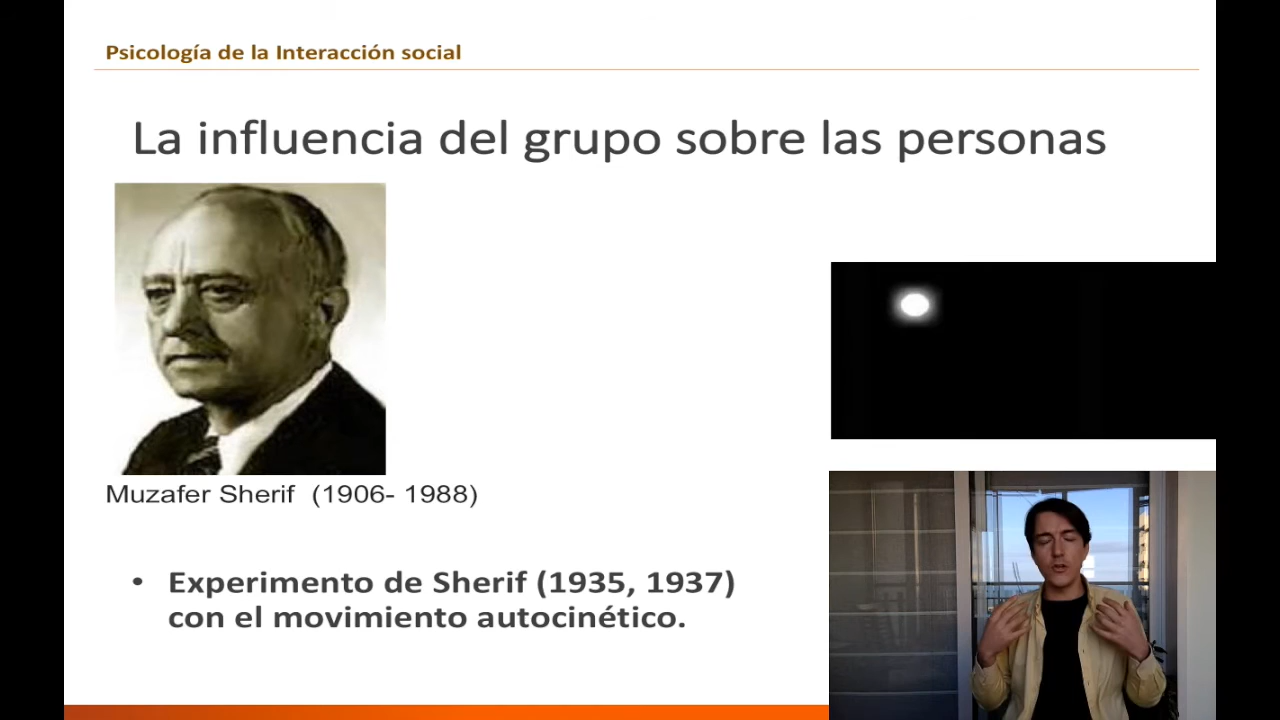 Psicología de la Interacción social
La influencia del grupo sobre las personas
Muzafer Sherif (1906- 1988)
• Experimento de Sherif (1935, 1937)
con el movimiento autocinético.